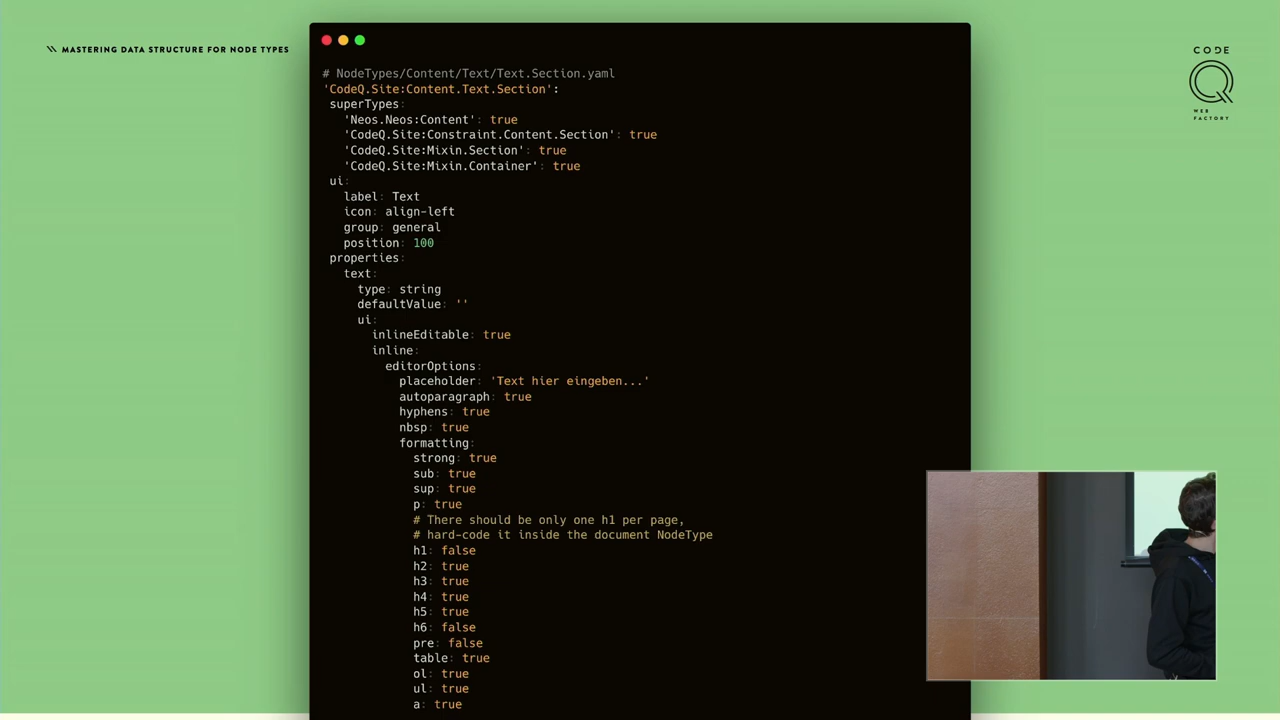 \\ MASTERING DATA STRUCTURE FOR NODE TYPES
CODE
Q
WEB
FACTORY
# NodeTypes/Content/Text/Text.Section.yaml
'CodeQ.Site:Content.Text.Section':
superTypes:
'Neos.Neos:Content': true
'CodeQ.Site:Constraint.Content.Section': true
'CodeQ.Site:Mixin.Section': true
'CodeQ.Site:Mixin.Container': true
ui:
label: Text
icon: align-left
group: general
position: 100
properties:
text:
type: string
defaultValue: ''
ui:
inlineEditable: true
inline:
editorOptions:
placeholder: 'Text hier eingeben...'
autoparagraph: true
hyphens: true
nbsp: true
formatting:
strong: true
sub: true
sup: true
p: true
# There should be only one h1 per page,
# hard-code it inside the document NodeType
h1: false
h2: true
h3: true
h4: true
h5: true
h6: false
pre: false
table: true
ol: true
ul: true
a: true